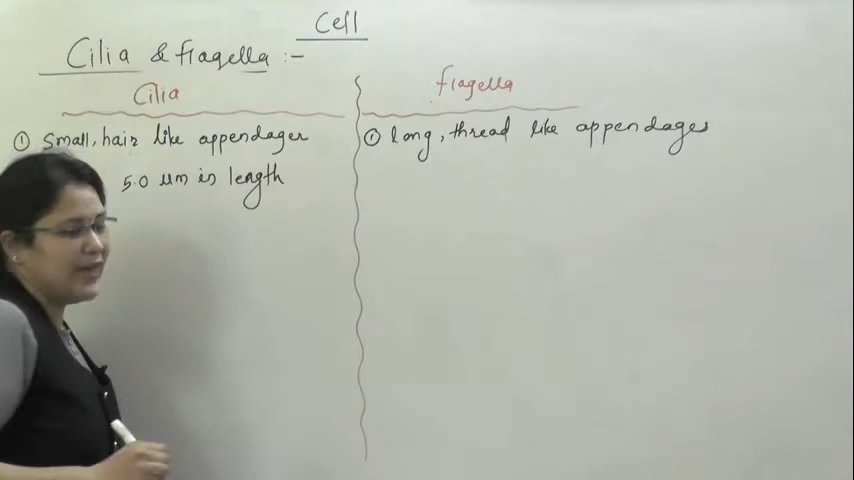 Cell
Cilia & flagella :-
Cilia
① Small, hair like appendages
5.0 μm in length
flagella
① long, thread like appendages